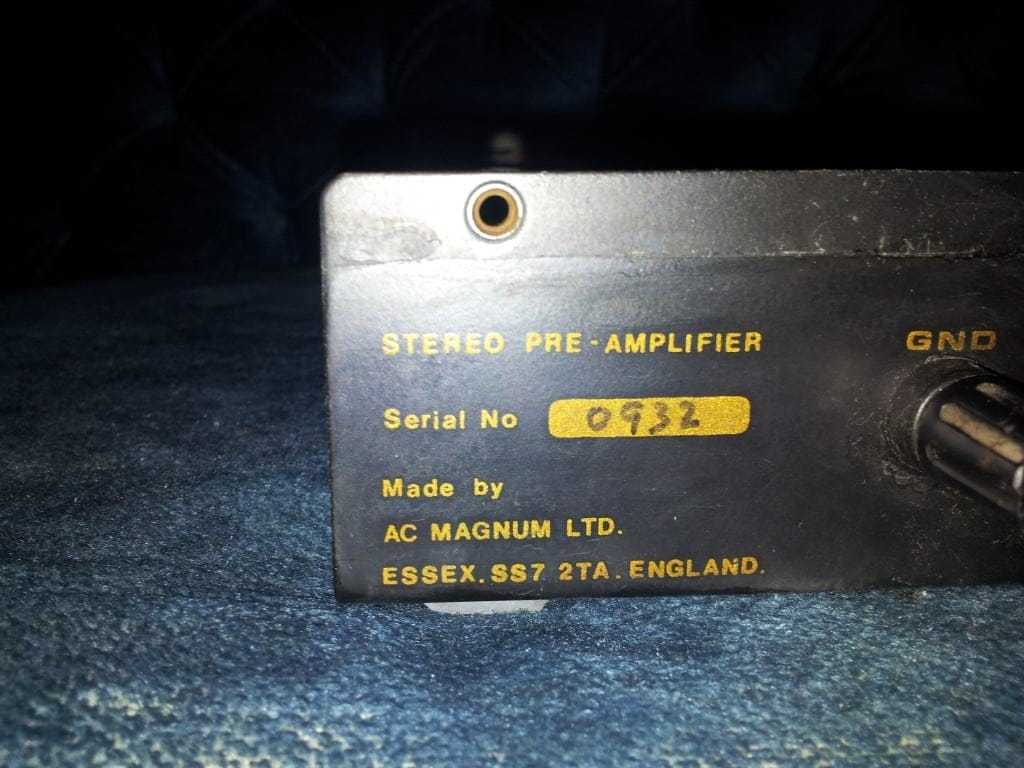 STEREO PRE-AMPLIFIER
GND
Serial No 0932
Made by
AC MAGNUM LTD.
ESSEX. SS7 2TA. ENGLAND.